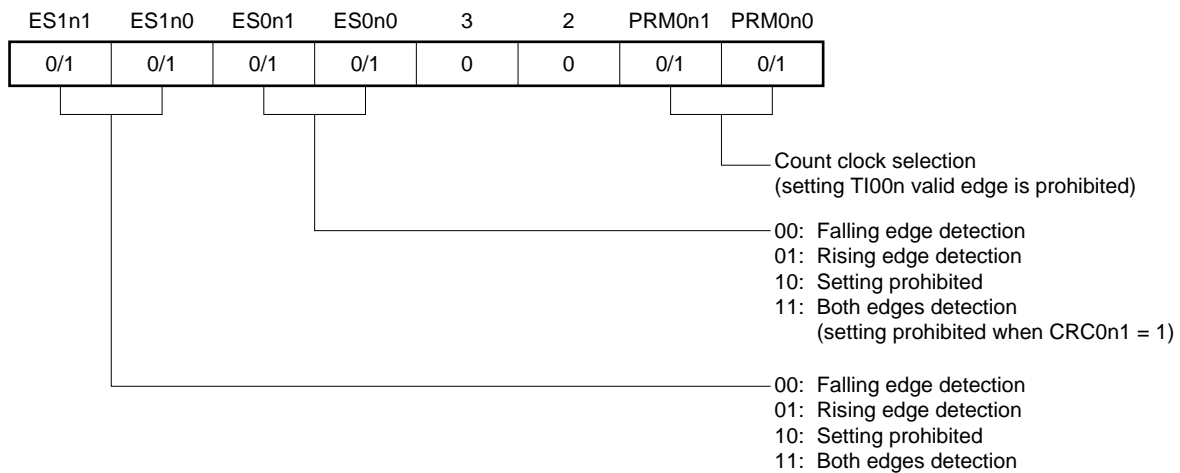 ES1n1 ES1n0 ES0n1 ES0n0 3 2 PRM0n1 PRM0n0
0/1 0/1 0/1 0/1 0 0 0/1 0/1
Count clock selection
(setting TI00n valid edge is prohibited)
00: Falling edge detection
01: Rising edge detection
10: Setting prohibited
11: Both edges detection
(setting prohibited when CRC0n1 = 1)
00: Falling edge detection
01: Rising edge detection
10: Setting prohibited
11: Both edges detection